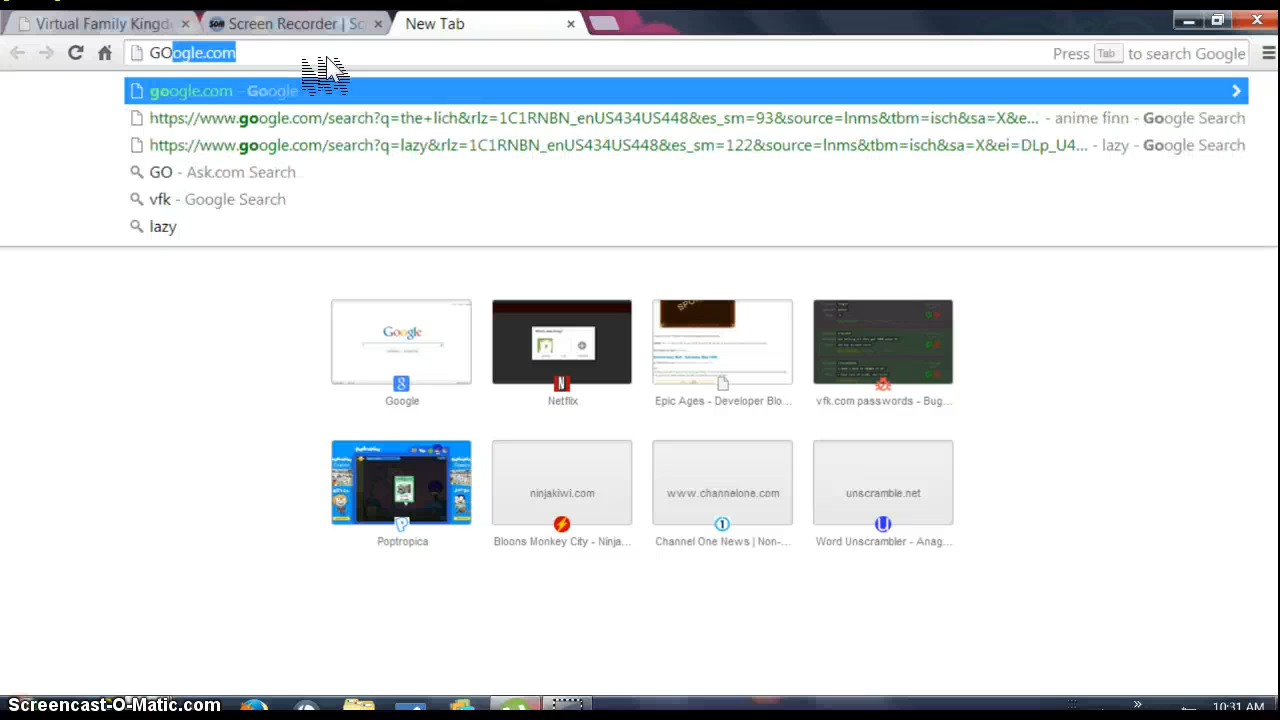 Virtual Family Kingdo
Screen Recorder | Sc
New Tab
GOogle.com
Press Tab to search Google
google.com - Google
https://www.google.com/search?q=the+lich&rlz=1C1RNBN_enUS434US448&es_sm=93&source=lnms&tbm=isch&sa=X&e... - anime finn - Google Search
https://www.google.com/search?q=lazy&rlz=1C1RNBN_enUS434US448&es_sm=122&source=lnms&tbm=isch&sa=X&ei=DLp_U4... - lazy - Google Search
GO - Ask.com Search
vfk - Google Search
lazy
Google
Google
Netflix
Epic Ages - Developer Blo...
vfk.com passwords - Bug...
ninjakiwi.com
www.channelone.com
unscramble.net
Poptropica
Bloons Monkey City - Ninja...
Channel One News | Non-...
Word Unscrambler - Anag...
Screencast-O-Matic.com
10:31 AM